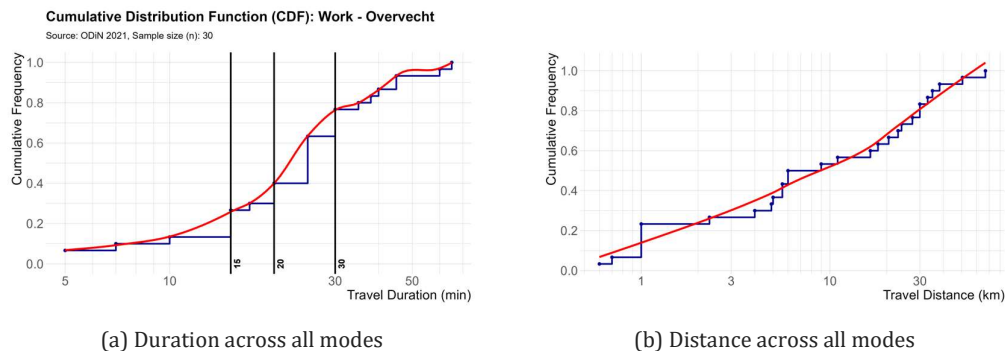 Cumulative Distribution Function (CDF): Work - Overvecht
Source: ODiN 2021, Sample size (n): 30
Cumulative Frequency
1.0
0.8
0.6
0.4
0.2
0.0
15
20
30
5
10
30
50
Travel Duration (min)
(a) Duration across all modes
Cumulative Frequency
1.0
0.8
0.6
0.4
0.2
0.0
1
3
10
30
Travel Distance (km)
(b) Distance across all modes